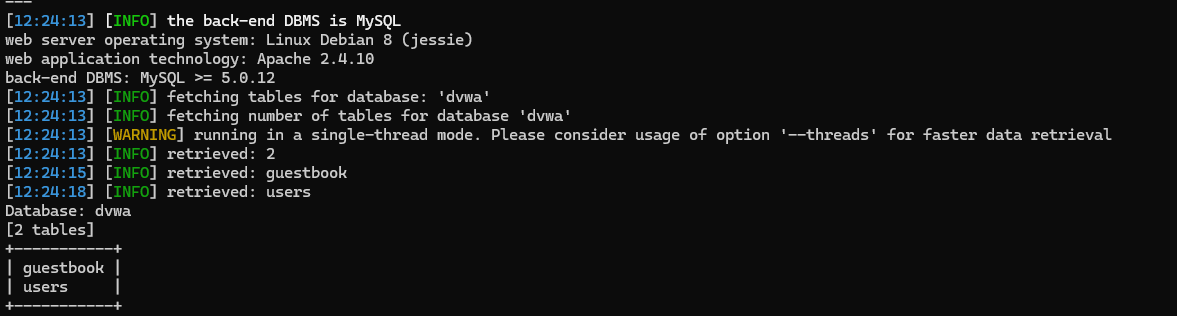 ---
[12:24:13] [INFO] the back-end DBMS is MySQL
web server operating system: Linux Debian 8 (jessie)
web application technology: Apache 2.4.10
back-end DBMS: MySQL >= 5.0.12
[12:24:13] [INFO] fetching tables for database: 'dvwa'
[12:24:13] [INFO] fetching number of tables for database 'dvwa'
[12:24:13] [WARNING] running in a single-thread mode. Please consider usage of option '--threads' for faster data retrieval
[12:24:13] [INFO] retrieved: 2
[12:24:15] [INFO] retrieved: guestbook
[12:24:18] [INFO] retrieved: users
Database: dvwa
[2 tables]
+-----------+
| guestbook |
| users     |
+-----------+